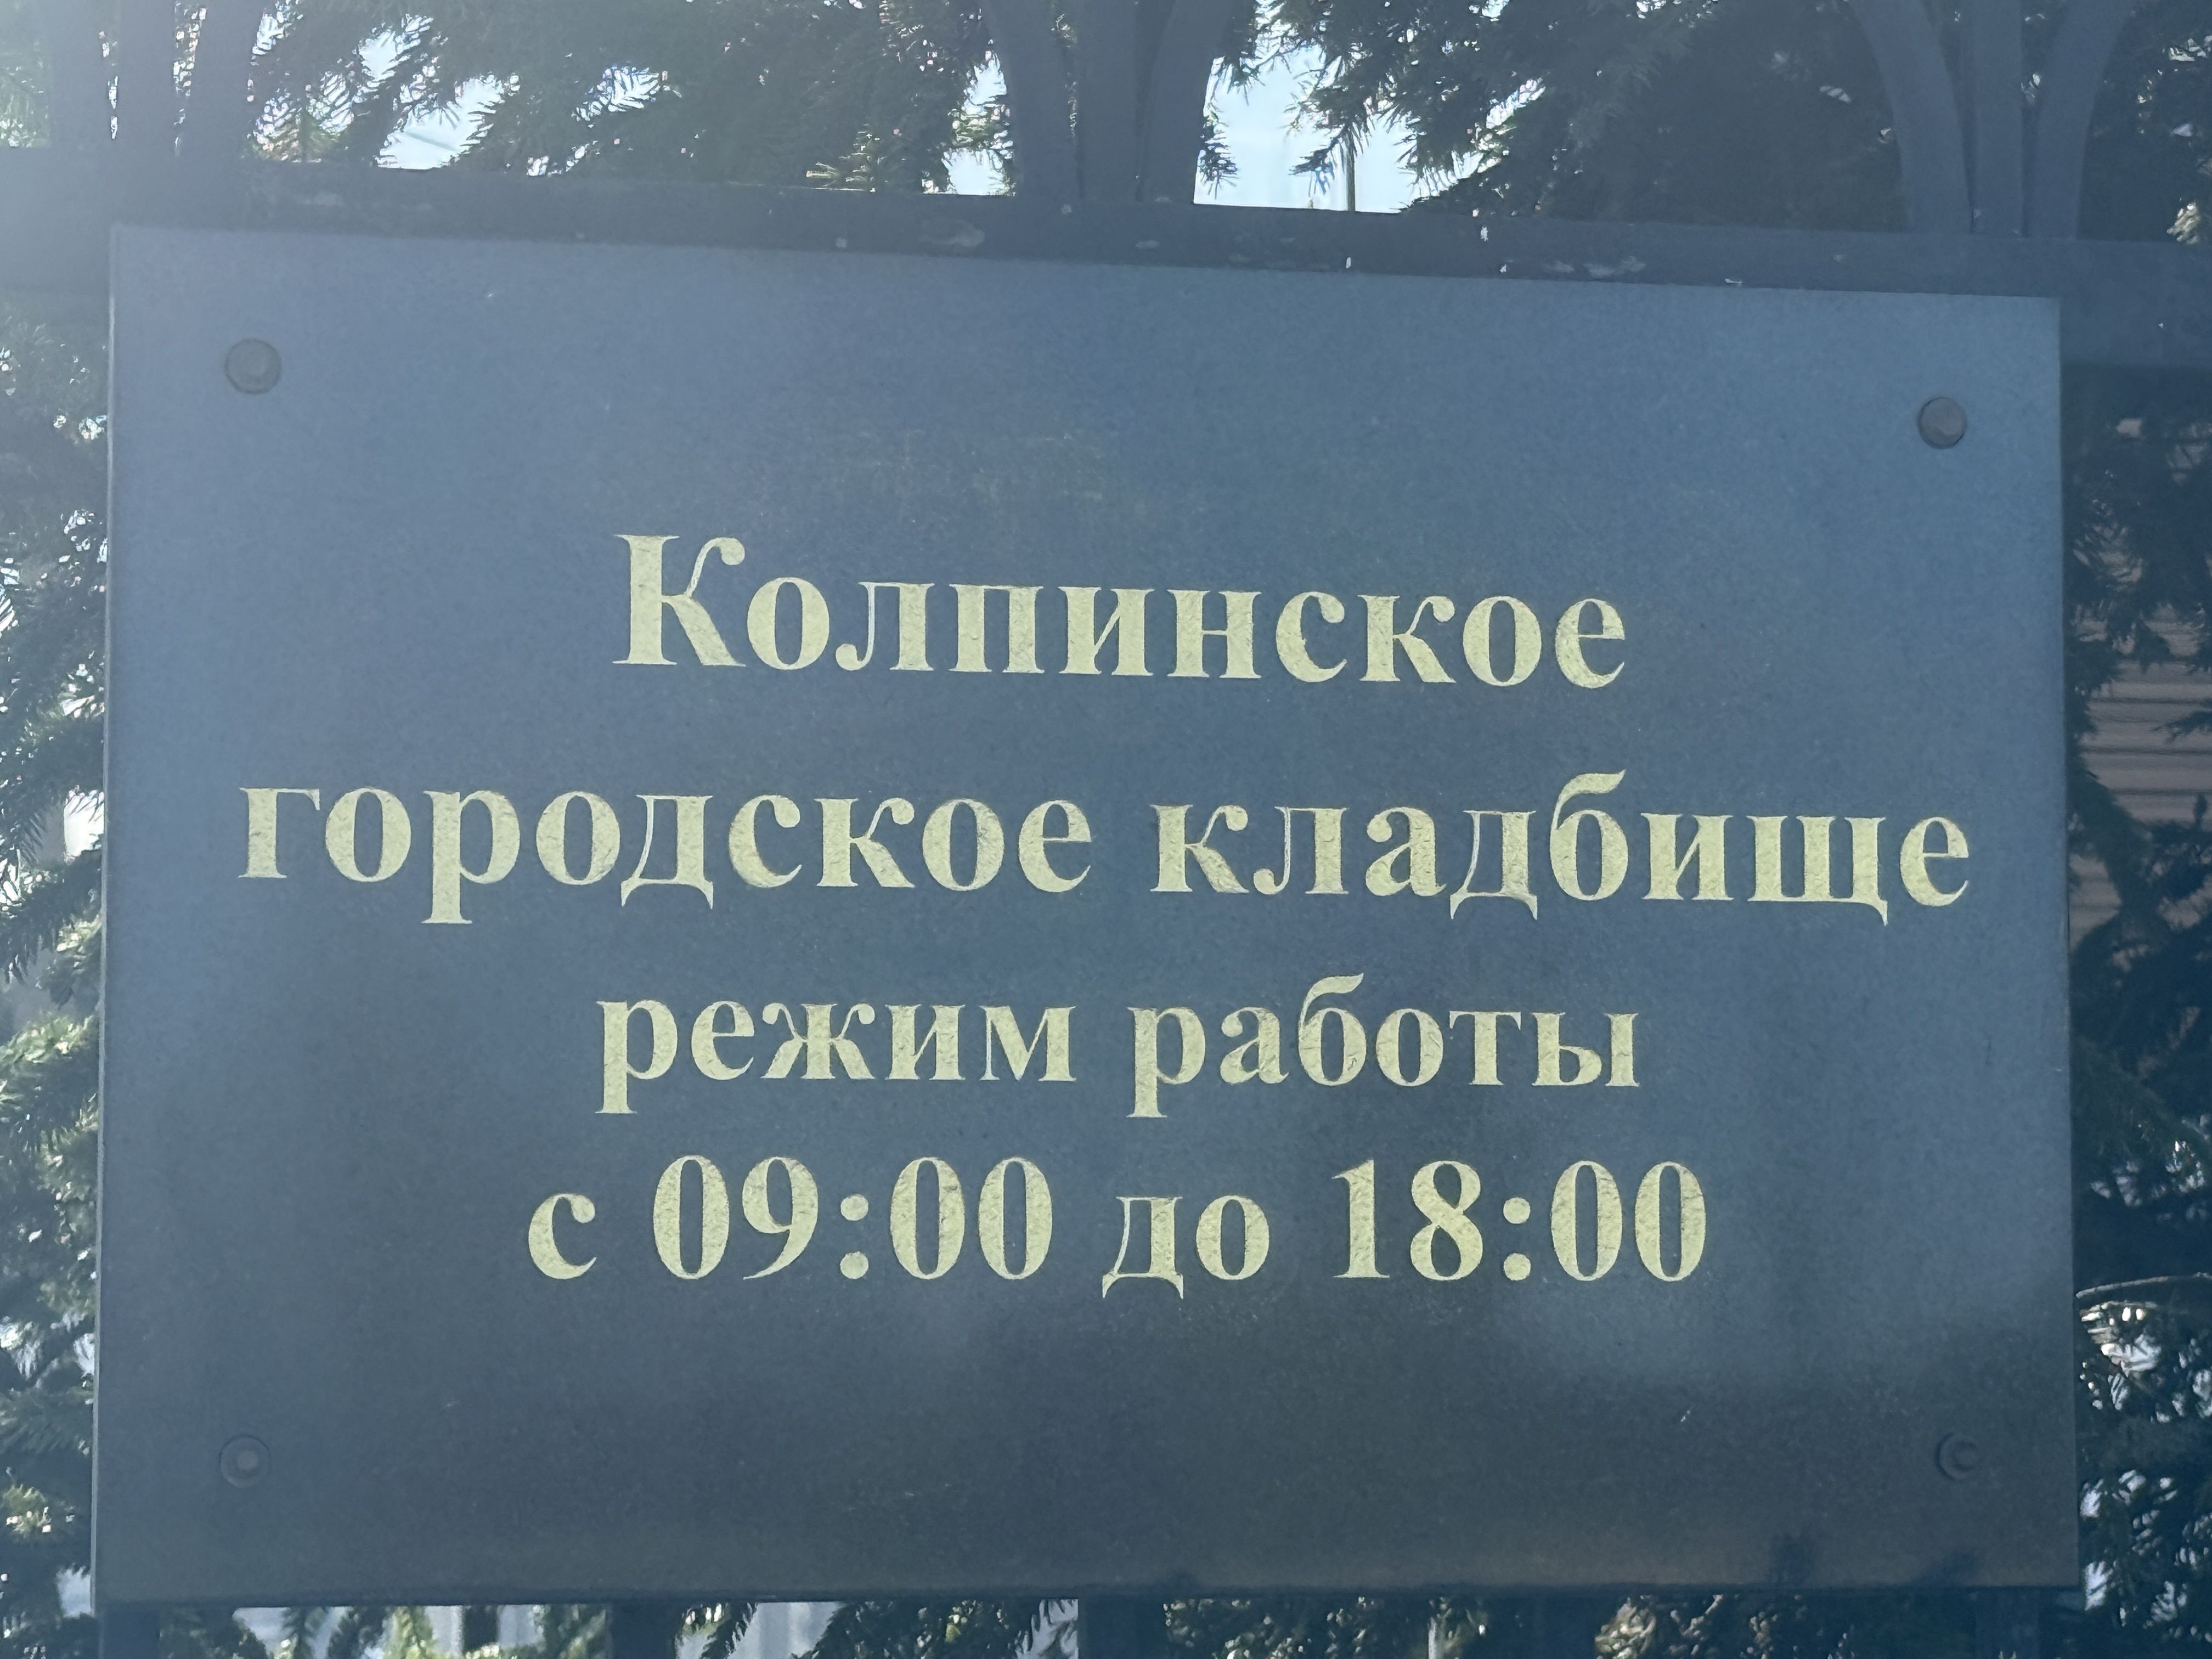 Колпинское
городское кладбище
режим работы
с 09:00 до 18:00